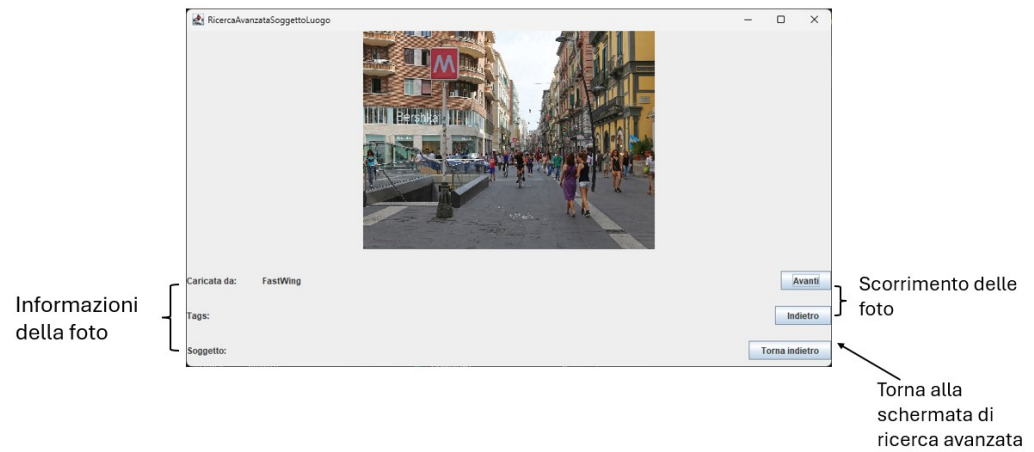 RicercaAvanzataSoggettoLuogo
M
Bershka
Caricata da: FastWing
Avanti
Tags:
Indietro
Soggetto:
Torna indietro
Informazioni
della foto
Scorrimento delle
foto
Torna alla
schermata di
ricerca avanzata